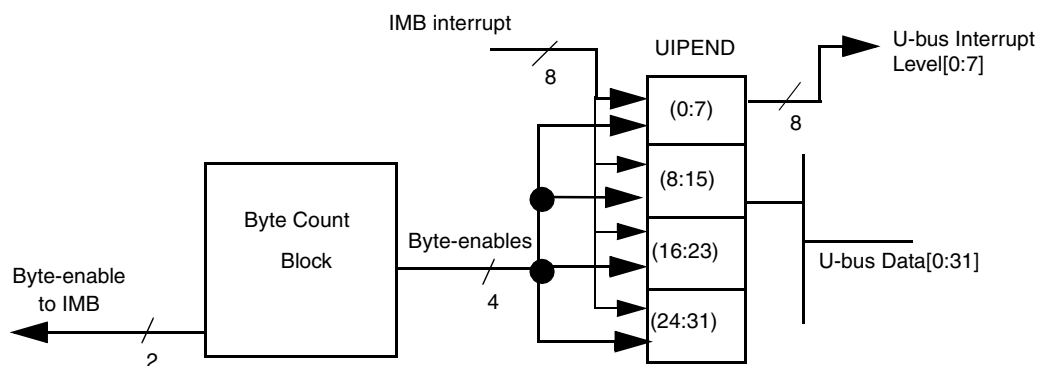 IMB interrupt
8
UIPEND
U-bus Interrupt
Level[0:7]
8
(0:7)
(8:15)
(16:23)
(24:31)
U-bus Data[0:31]
Byte Count
Block
Byte-enables
4
Byte-enable
to IMB
2